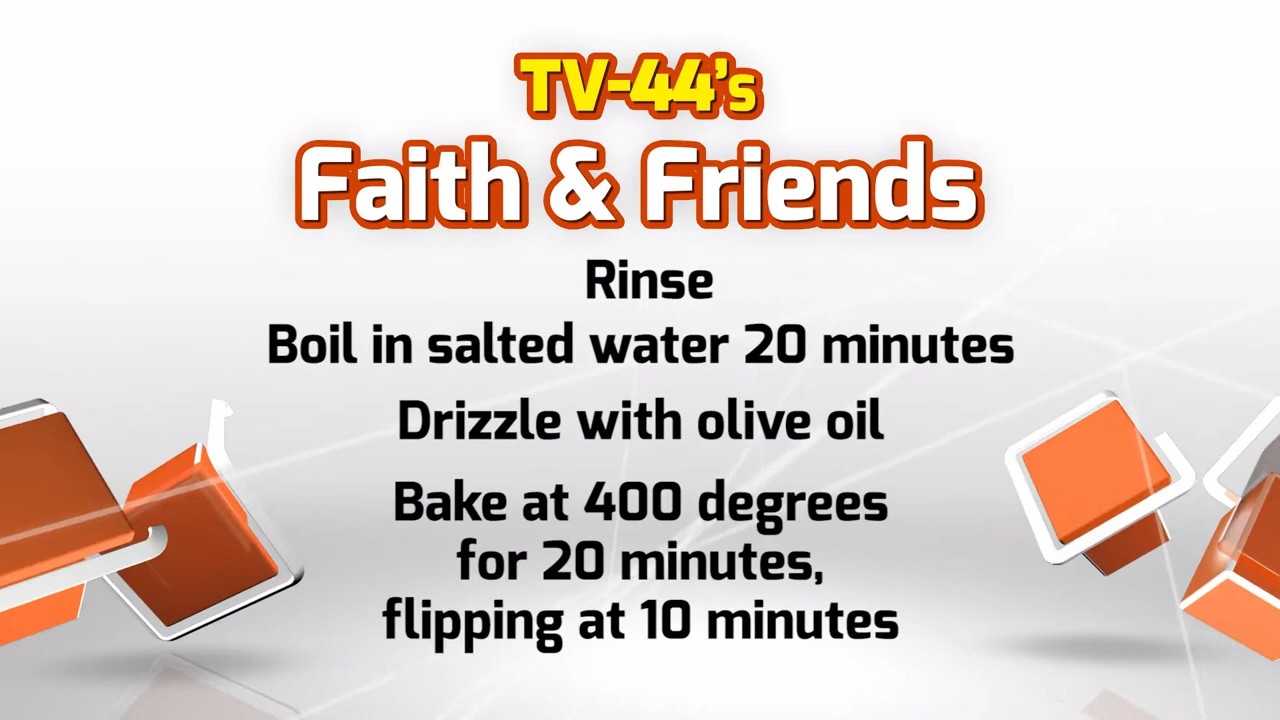 TV-44's
Faith & Friends
Rinse
Boil in salted water 20 minutes
Drizzle with olive oil
Bake at 400 degrees
for 20 minutes,
flipping at 10 minutes